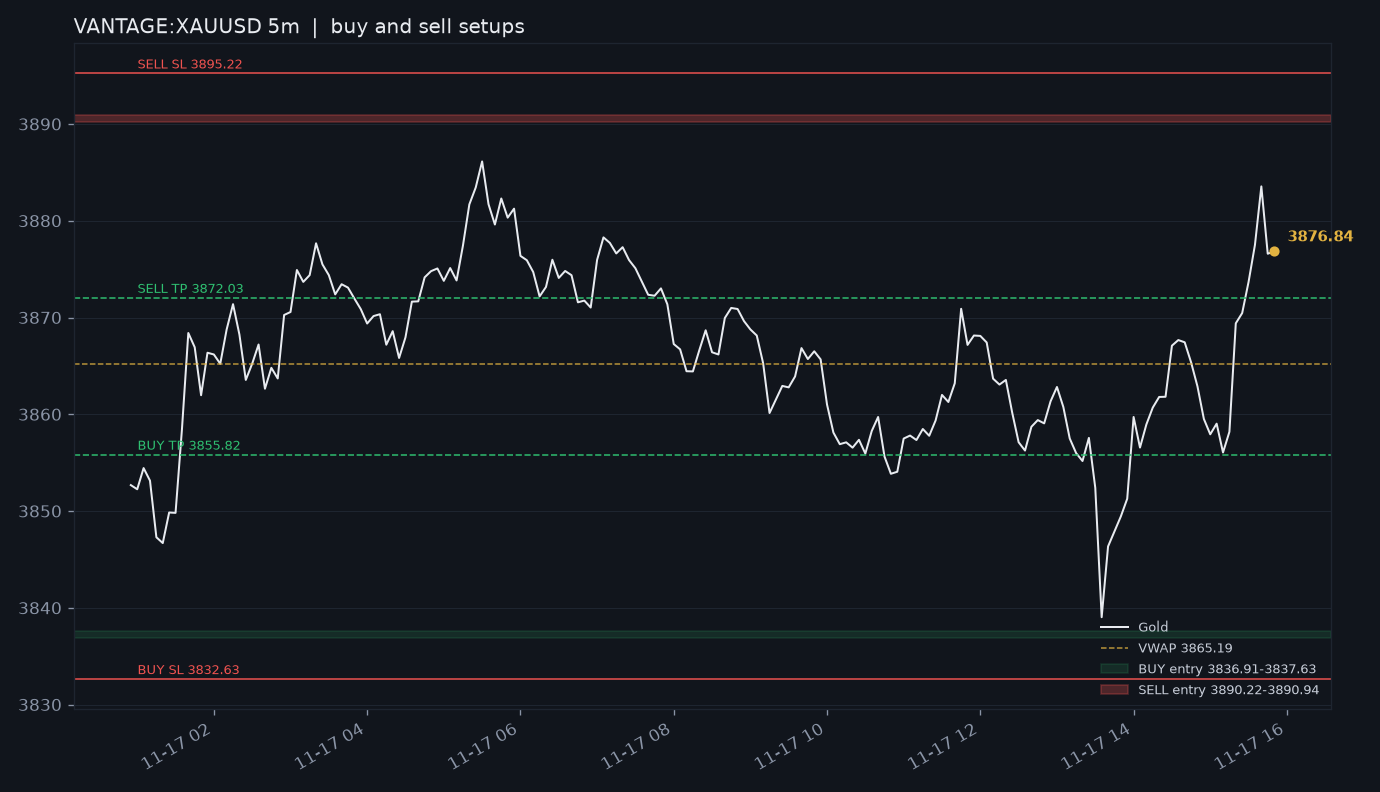 VANTAGE:XAUUSD 5m | buy and sell setups
SELL SL 3895.22
3890
3880
3876.84
SELL TP 3872.03
3870
3860
BUY TP 3855.82
3850
3840
Gold
VWAP 3865.19
BUY SL 3832.63
BUY entry 3836.91-3837.63
SELL entry 3890.22-3890.94
3830
11-17 02
11-17 04
11-17 06
11-17 08
11-17 10
11-17 12
11-17 14
11-17 16